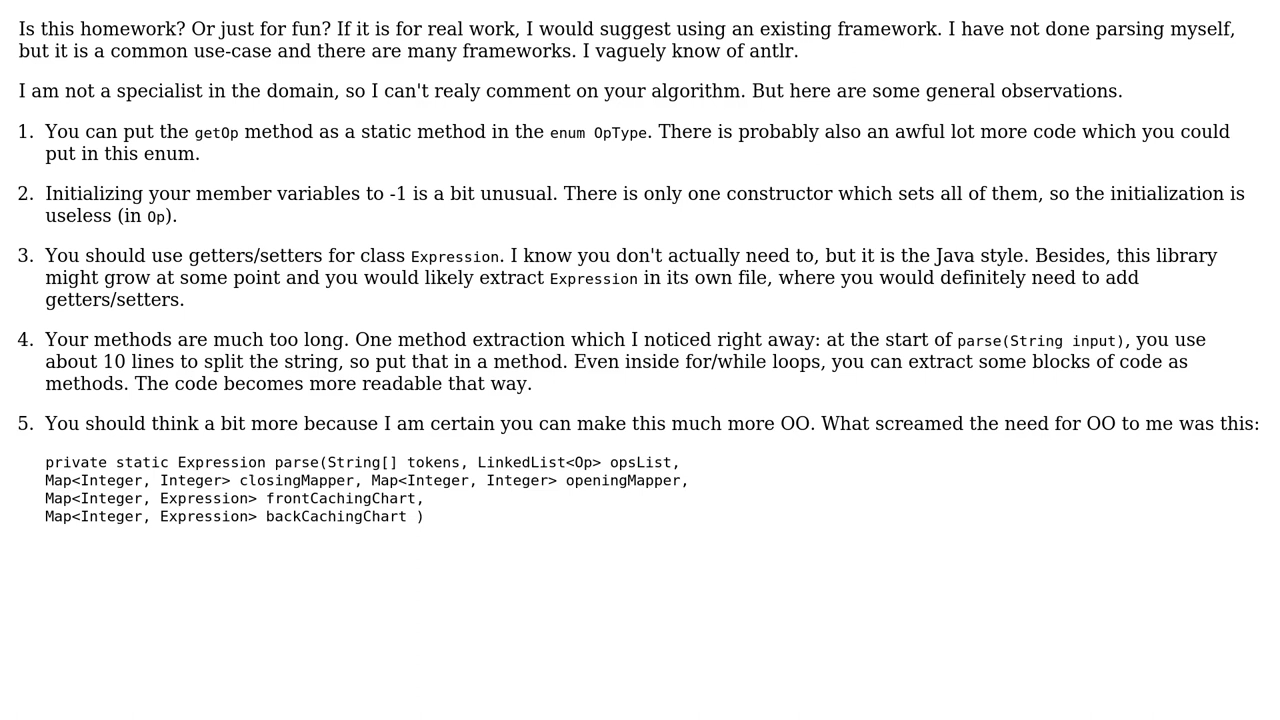 Is this homework? Or just for fun? If it is for real work, I would suggest using an existing framework. I have not done parsing myself,
but it is a common use-case and there are many frameworks. I vaguely know of antlr.
I am not a specialist in the domain, so I can't realy comment on your algorithm. But here are some general observations.
1. You can put the getOp method as a static method in the enum OpType. There is probably also an awful lot more code which you could
put in this enum.
2. Initializing your member variables to -1 is a bit unusual. There is only one constructor which sets all of them, so the initialization is
useless (in Op).
3. You should use getters/setters for class Expression. I know you don't actually need to, but it is the Java style. Besides, this library
might grow at some point and you would likely extract Expression in its own file, where you would definitely need to add
getters/setters.
4. Your methods are much too long. One method extraction which I noticed right away: at the start of parse(String input), you use
about 10 lines to split the string, so put that in a method. Even inside for/while loops, you can extract some blocks of code as
methods. The code becomes more readable that way.
5. You should think a bit more because I am certain you can make this much more OO. What screamed the need for OO to me was this:
private static Expression parse(String[] tokens, LinkedList<Op> opsList,
Map<Integer, Integer> closingMapper, Map<Integer, Integer> openingMapper,
Map<Integer, Expression> frontCachingChart,
Map<Integer, Expression> backCachingChart )